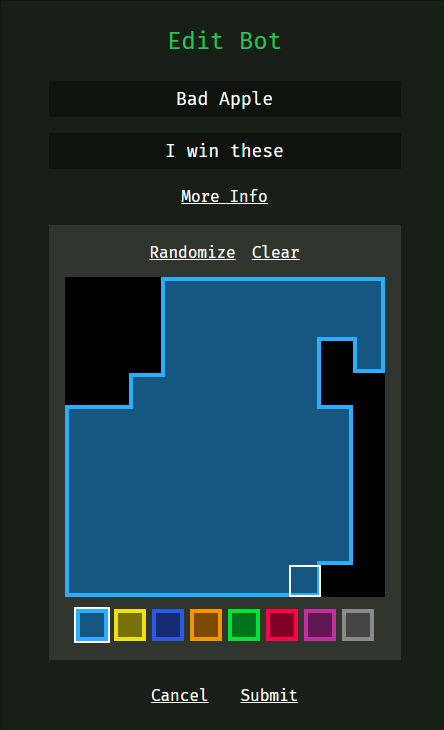 Edit Bot
Bad Apple
I win these
More Info
Randomize Clear
Cancel Submit